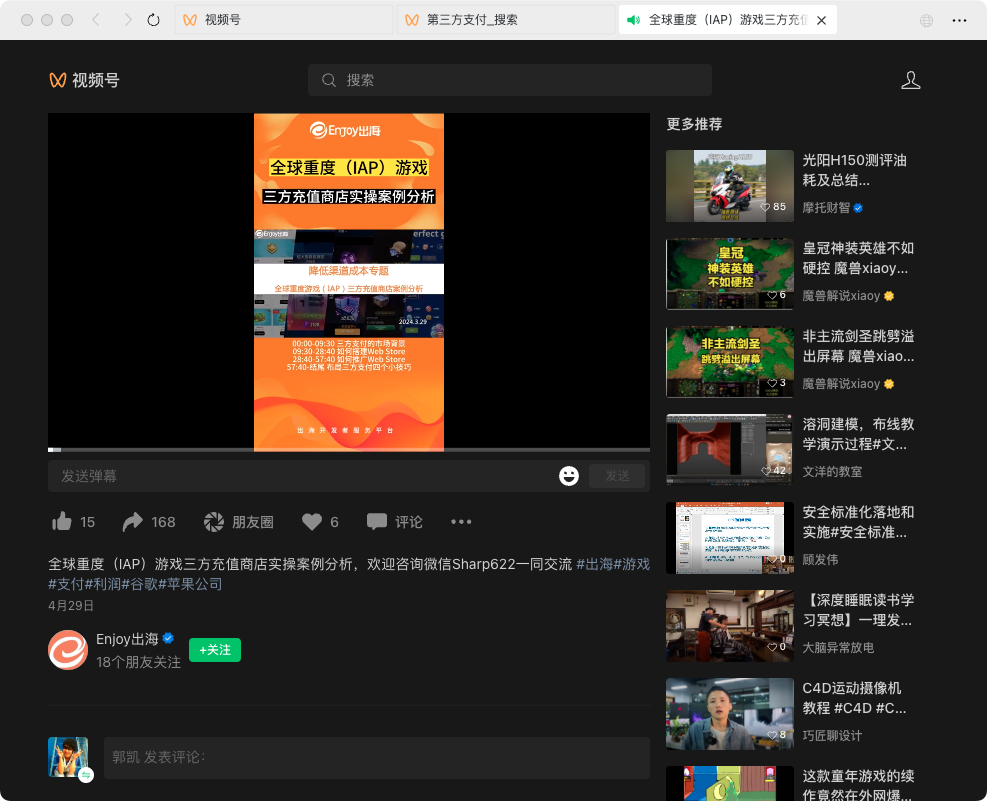 视频号
第三方支付_搜索
全球重度（IAP）游戏三方充值
视频号
搜索
Enjoy出海
全球重度（IAP）游戏
三方充值商店实操案例分析
Enjoy出海
perfect g
降低渠道成本专题
全球重度游戏（IAP）三方充值商店案例分析
2024.3.29
00:00-09:30 三方支付的市场背景
09:30-28:40 如何搭建Web Store
28:40-57:40 如何推广Web Store
57:40-结尾 布局三方支付四个小技巧
出海开发者服务平台
发送弹幕
发送
15
168
朋友圈
6
评论
全球重度（IAP）游戏三方充值商店实操案例分析，欢迎咨询微信Sharp622一同交流 #出海#游戏
#支付#利润#谷歌#苹果公司
4月29日
Enjoy出海
18个朋友关注
+关注
郭凯 发表评论：
更多推荐
85
光阳H150测评油
耗及总结...
摩托财智
皇冠
神装英雄
不如硬控
6
皇冠神装英雄不如
硬控 魔兽xiaoy...
魔兽解说xiaoy
非主流剑圣
跳劈溢出屏幕
3
非主流剑圣跳劈溢
出屏幕 魔兽xiao...
魔兽解说xiaoy
42
溶洞建模，布线教
学演示过程#文...
文洋的教室
0
安全标准化落地和
实施#安全标准...
顾发伟
0
【深度睡眠读书学
习冥想】一理发...
大脑异常放电
8
C4D运动摄像机
教程 #C4D #C...
巧匠聊设计
这款童年游戏的续
作竟然在外网爆...